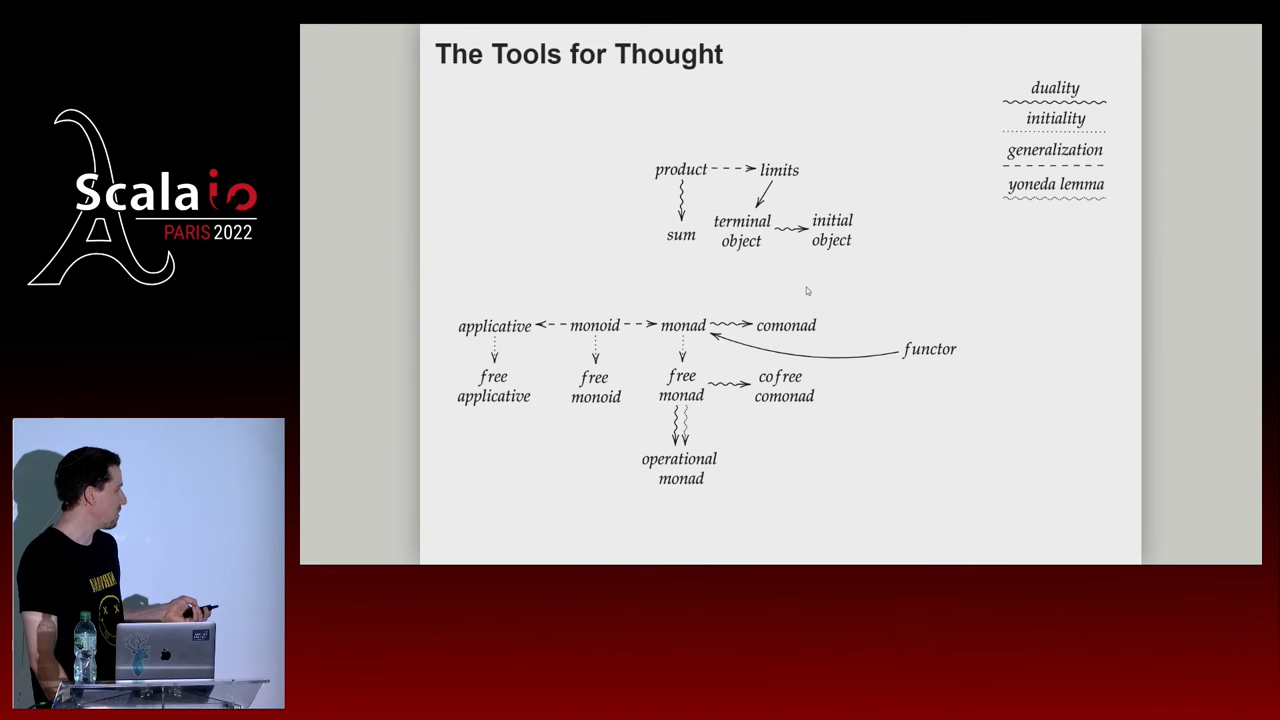 Scala io
PARIS 2022
The Tools for Thought
duality
initiality
generalization
yoneda lemma
product
limits
sum
terminal
object
initial
object
applicative
monoid
monad
comonad
functor
free
applicative
free
monoid
free
monad
cofree
comonad
operational
monad